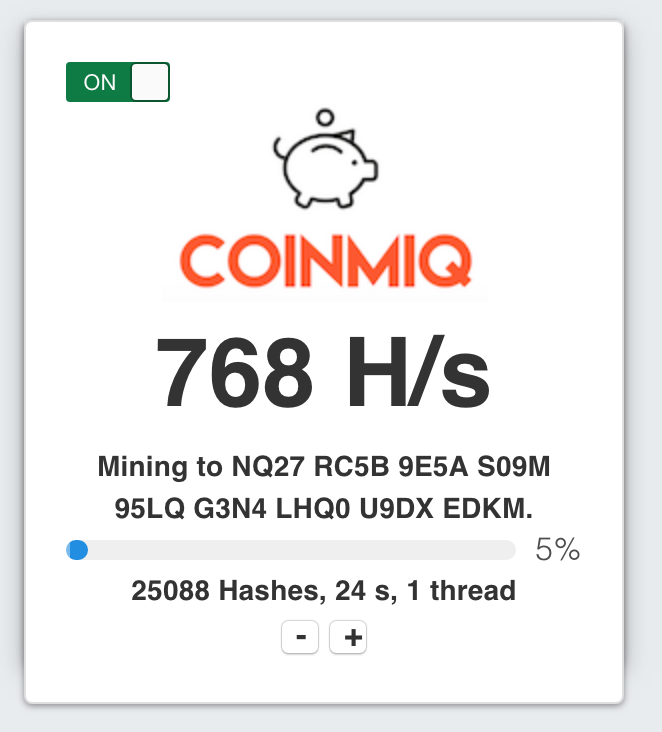 ON
COINMIQ
768 H/s
Mining to NQ27 RC5B 9E5A S09M
95LQ G3N4 LHQ0 U9DX EDKM.
5%
25088 Hashes, 24 s, 1 thread
- +